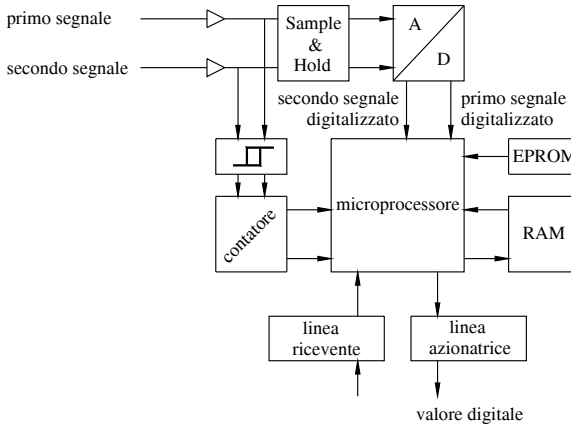 primo segnale
secondo segnale
Sample
&
Hold
A
D
secondo segnale
digitalizzato
primo segnale
digitalizzato
EPROM
microprocessore
contatore
RAM
linea
ricevente
linea
azionatrice
valore digitale